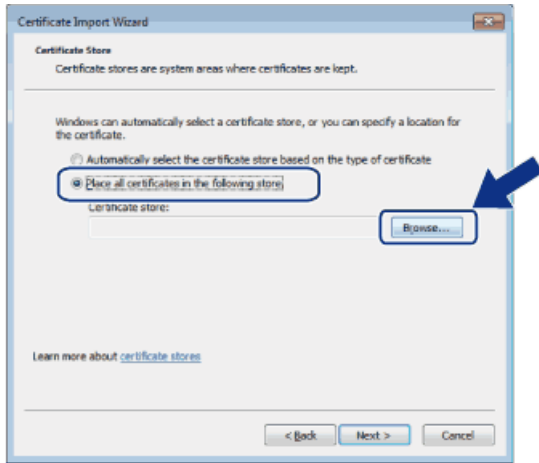 Certificate Import Wizard
Certificate Store
Certificate stores are system areas where certificates are kept.
Windows can automatically select a certificate store, or you can specify a location for
the certificate.
Automatically select the certificate store based on the type of certificate
Place all certificates in the following store
Certificate store:
Browse...
Learn more about certificate stores
< Back
Next >
Cancel